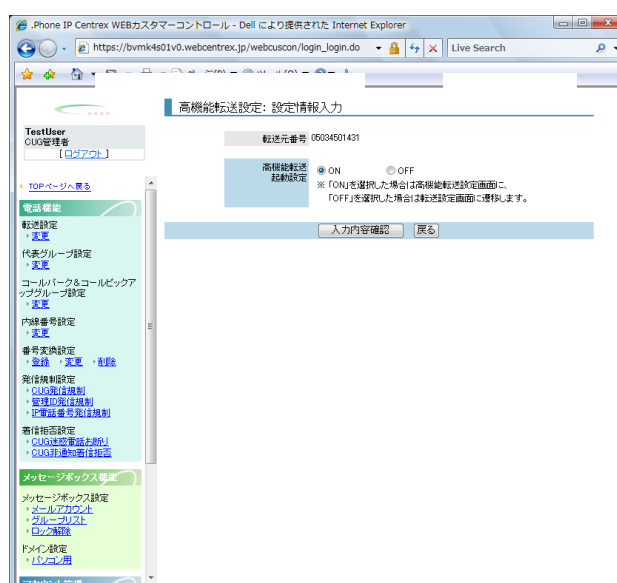 .Phone IP Centrex WEBカスタマーコントロール - Dell により提供された Internet Explorer
https://bvmk4s01v0.webcentrex.jp/webcuscon/login_login.do
Live Search
TestUser
CUG管理者
[ログアウト]
TOPページへ戻る
電話機能
転送設定
変更
代表グループ設定
変更
コールパーク&コールピックア
ップグループ設定
変更
内線番号設定
変更
番号変換設定
登録 変更 削除
発信規制設定
CUG発信規制
管理ID発信規制
IP電話番号発信規制
着信拒否設定
CUG迷惑電話お断り
CUG非通知着信拒否
メッセージボックス機能
メッセージボックス設定
メールアカウント
グループリスト
ロック解除
ドメイン設定
パソコン用
高機能転送設定: 設定情報入力
転送元番号 05034501431
高機能転送
起動設定
ON OFF
※「ON」を選択した場合は高機能転送設定画面に、
「OFF」を選択した場合は転送設定画面に遷移します。
入力内容確認 戻る